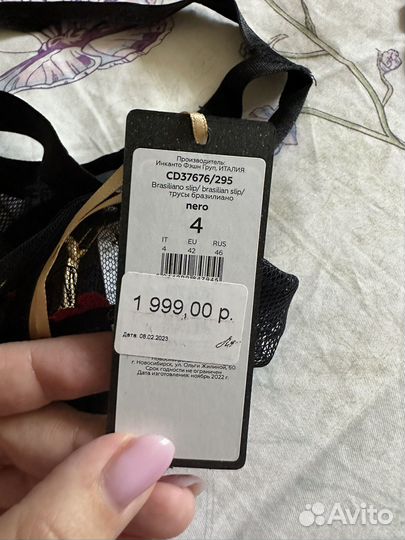 Производитель:
Инканто Фэшн Груп, ИТАЛИЯ
CD37676/295
Brasiliano slip/ brasilian slip/
трусы бразилиано
nero
4
IT EU RUS
4 42 46
1 999,00 р.
Дата: 08.02.2023
г. Новосибирск, ул. Ольги Жилиной, 60
Срок годности не ограничен
Дата изготовления: ноябрь 2022 г.
Avito